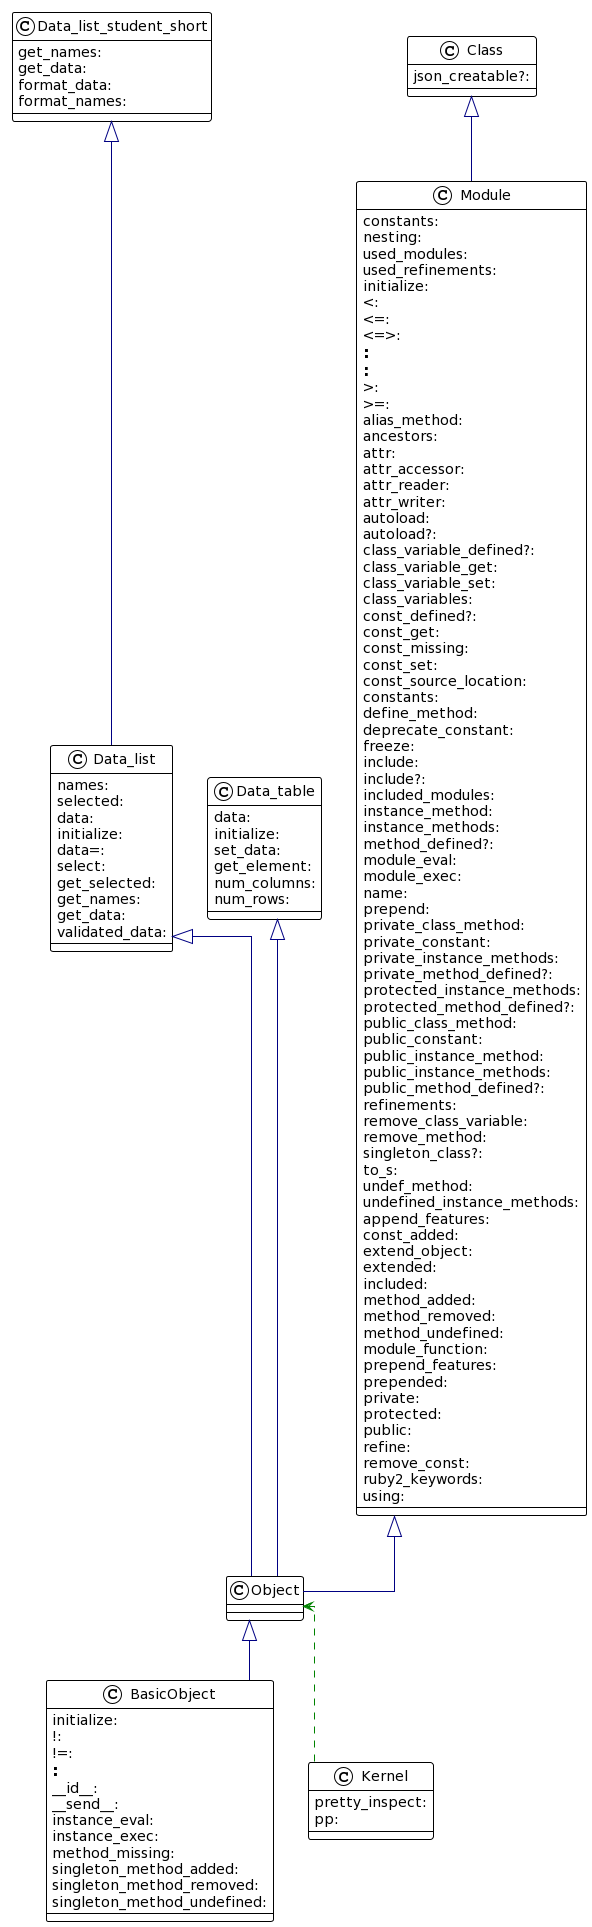 C Data_list_student_short
get_names:
get_data:
format_data:
format_names:
C Class
json_creatable?:
C Module
constants:
nesting:
used_modules:
used_refinements:
initialize:
<:
<=:
<=>:
:
:
>:
>=:
alias_method:
ancestors:
attr:
attr_accessor:
attr_reader:
attr_writer:
autoload:
autoload?:
class_variable_defined?:
class_variable_get:
class_variable_set:
class_variables:
const_defined?:
const_get:
const_missing:
const_set:
const_source_location:
constants:
define_method:
deprecate_constant:
freeze:
include:
include?:
included_modules:
instance_method:
instance_methods:
method_defined?:
module_eval:
module_exec:
name:
prepend:
private_class_method:
private_constant:
private_instance_methods:
private_method_defined?:
protected_instance_methods:
protected_method_defined?:
public_class_method:
public_constant:
public_instance_method:
public_instance_methods:
public_method_defined?:
refinements:
remove_class_variable:
remove_method:
singleton_class?:
to_s:
undef_method:
undefined_instance_methods:
append_features:
const_added:
extend_object:
extended:
included:
method_added:
method_removed:
method_undefined:
module_function:
prepend_features:
prepended:
private:
protected:
public:
refine:
remove_const:
ruby2_keywords:
using:
C Data_list
names:
selected:
data:
initialize:
data=:
select:
get_selected:
get_names:
get_data:
validated_data:
C Data_table
data:
initialize:
set_data:
get_element:
num_columns:
num_rows:
C Object
C BasicObject
initialize:
!:
!=:
:
__id__:
__send__:
instance_eval:
instance_exec:
method_missing:
singleton_method_added:
singleton_method_removed:
singleton_method_undefined:
C Kernel
pretty_inspect:
pp: